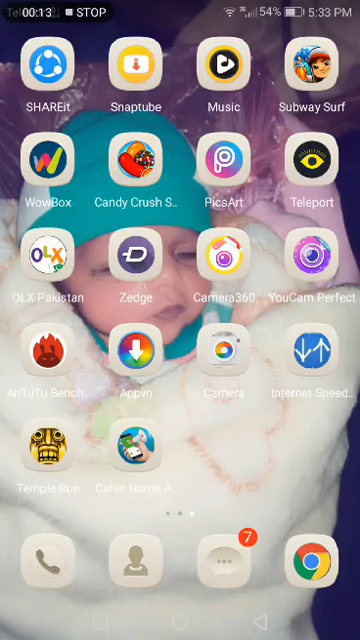 00:13 STOP 54% 5:33 PM
SHAREit Snaptube Music Subway Surf
WowBox Candy Crush S.. PicsArt Teleport
OLX
OLX Pakistan Zedge Camera360 YouCam Perfect
AnTuTu Bench.. Appvn Camera Internet Speed..
Temple Run Caller Name A..
7